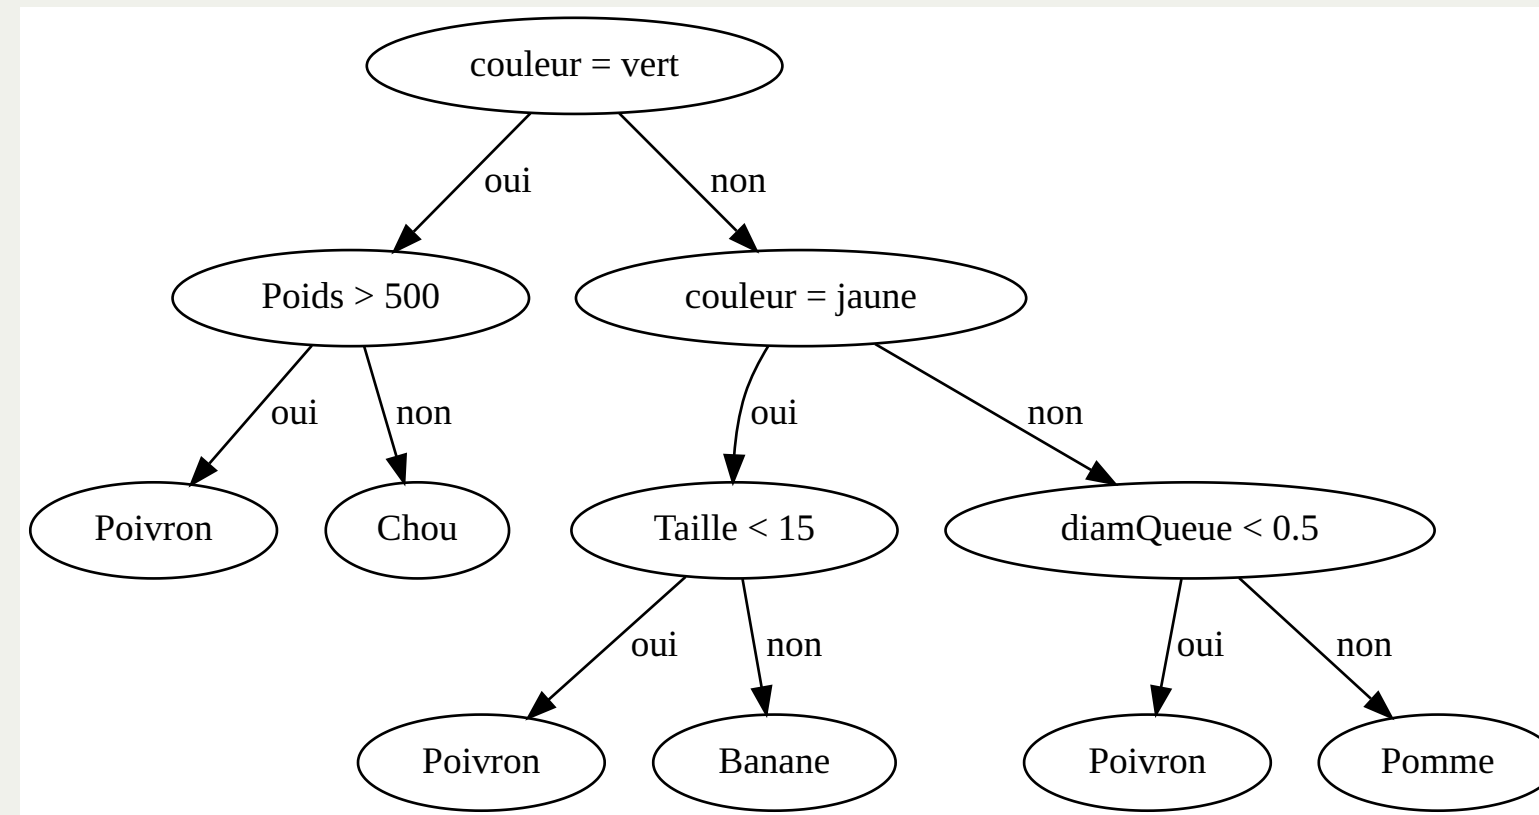 couleur = vert
oui
non
Poids > 500
couleur = jaune
oui
non
oui
non
Poivron
Chou
Taille < 15
diamQueue < 0.5
oui
non
oui
non
Poivron
Banane
Poivron
Pomme